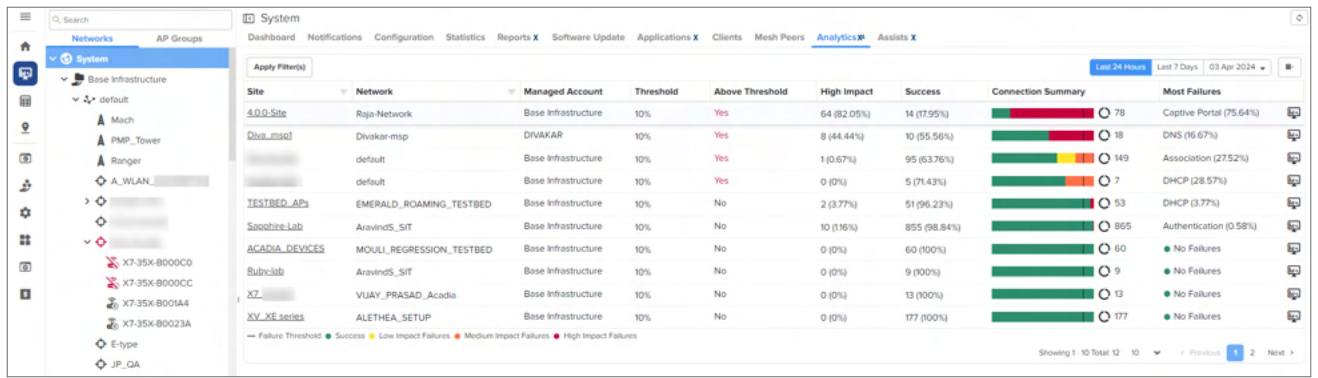 Search
Networks AP Groups
System
Base Infrastructure
default
Mach
PMP_Tower
Ranger
A_WLAN_
X7-35X-B000C0
X7-35X-B000CC
X7-35X-B001A4
X7-35X-B0023A
E-type
JP_QA
System
Dashboard Notifications Configuration Statistics Reports X Software Update Applications X Clients Mesh Peers Analytics Assists X
Apply Filter(s) Last 24 Hours Last 7 Days 03 Apr 2024
Site Network Managed Account Threshold Above Threshold High Impact Success Connection Summary Most Failures
4.0.0-Site Raja-Network Base Infrastructure 10% Yes 64 (82.05%) 14 (17.95%) 78 Captive Portal (75.64%)
Diva_msp1 Divakar-msp DIVAKAR 10% Yes 8 (44.44%) 10 (55.56%) 18 DNS (16.67%)
default Base Infrastructure 10% Yes 1 (0.67%) 95 (63.76%) 149 Association (27.52%)
default Base Infrastructure 10% Yes 0 (0%) 5 (71.43%) 7 DHCP (28.57%)
TESTBED_APs EMERALD_ROAMING_TESTBED Base Infrastructure 10% No 2 (3.77%) 51 (96.23%) 53 DHCP (3.77%)
Sapphire-Lab AravindS_SIT Base Infrastructure 10% No 10 (1.16%) 855 (98.84%) 865 Authentication (0.58%)
ACADIA_DEVICES MOULI_REGRESSION_TESTBED Base Infrastructure 10% No 0 (0%) 60 (100%) 60 No Failures
Ruby-lab AravindS_SIT Base Infrastructure 10% No 0 (0%) 9 (100%) 9 No Failures
X7_ VIJAY_PRASAD_Acadia Base Infrastructure 10% No 0 (0%) 13 (100%) 13 No Failures
XV_XE series ALETHEA_SETUP Base Infrastructure 10% No 0 (0%) 177 (100%) 177 No Failures
Failure Threshold Success Low Impact Failures Medium Impact Failures High Impact Failures
Showing 1 - 10 Total: 12 10 < Previous 1 2 Next >